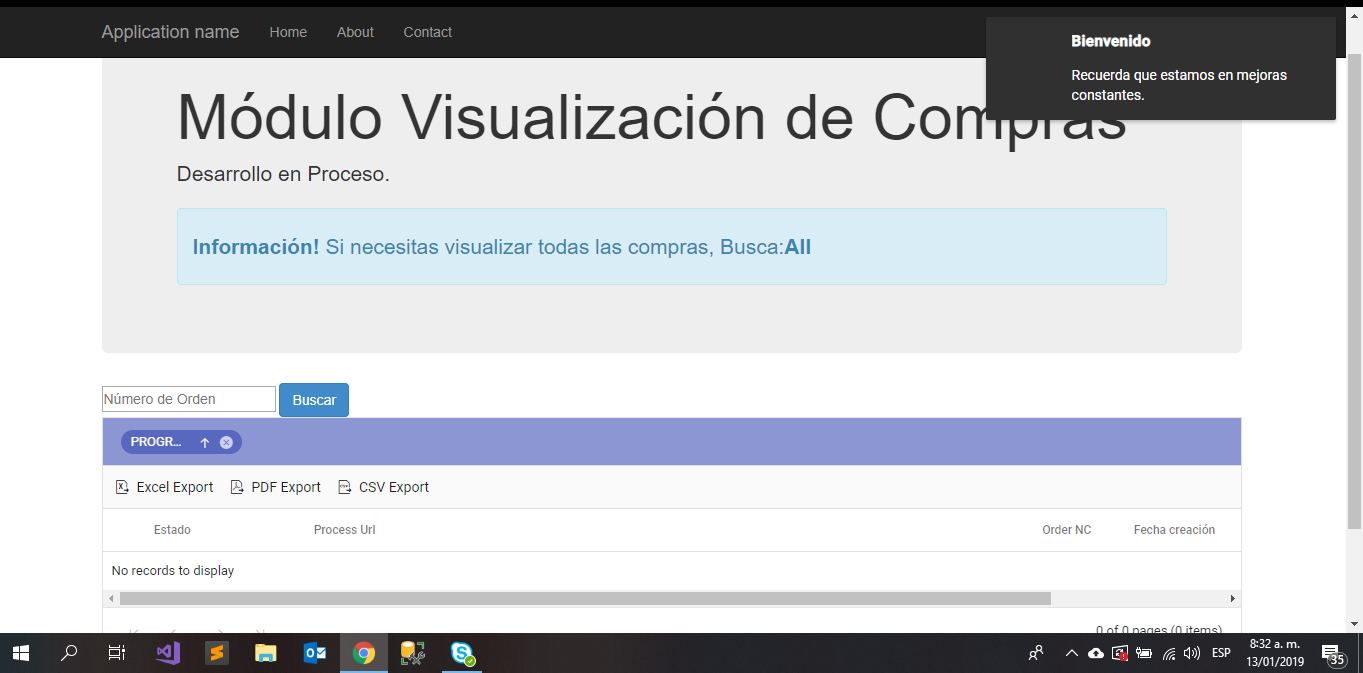 Application name Home About Contact
Bienvenido
Recuerda que estamos en mejoras
constantes.
Módulo Visualización de Compras
Desarrollo en Proceso.
Información! Si necesitas visualizar todas las compras, Busca:All
Número de Orden Buscar
PROGR...
Excel Export PDF Export CSV Export
Estado Process Url Order NC Fecha creación
No records to display
0 of 0 pages (0 items)
ESP
8:32 a. m.
13/01/2019
35